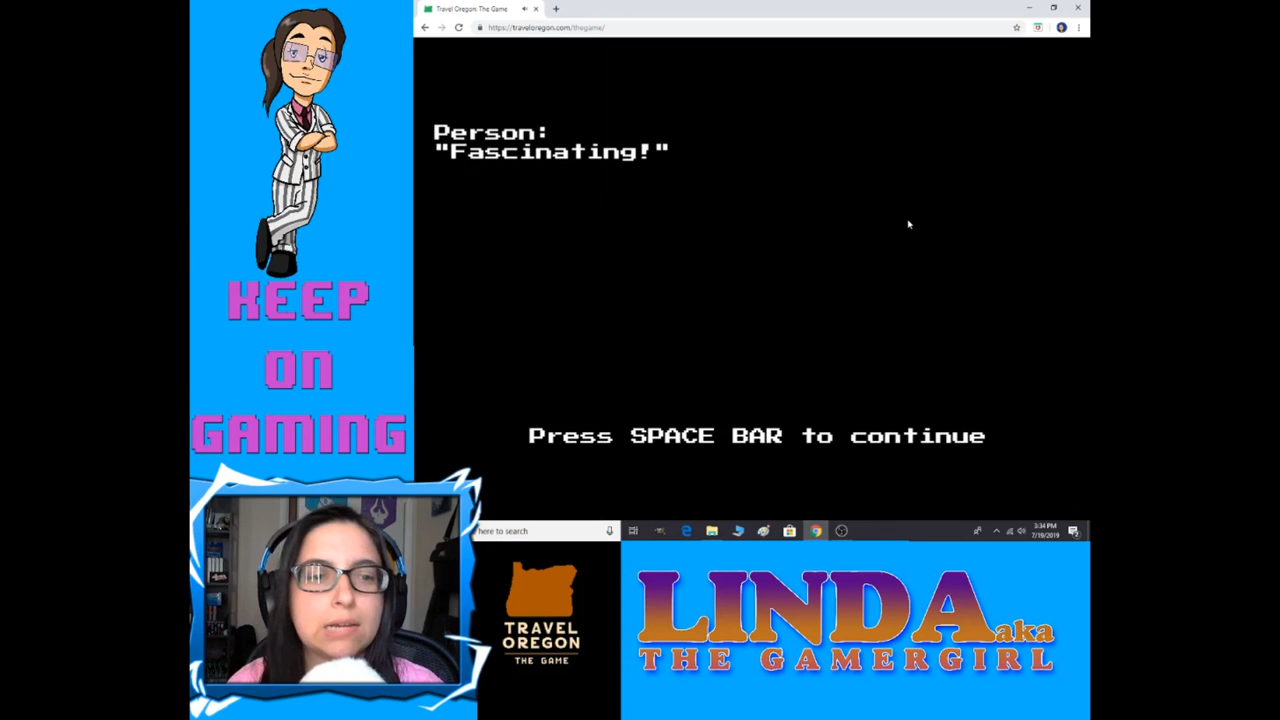 Travel Oregon: The Game
https://traveloregon.com/thegame/
Person:
"Fascinating!"
Press SPACE BAR to continue
KEEP
ON
GAMING
here to search
3:34 PM
7/19/2019
TRAVEL
OREGON
THE GAME
LINDA aka
THE GAMERGIRL